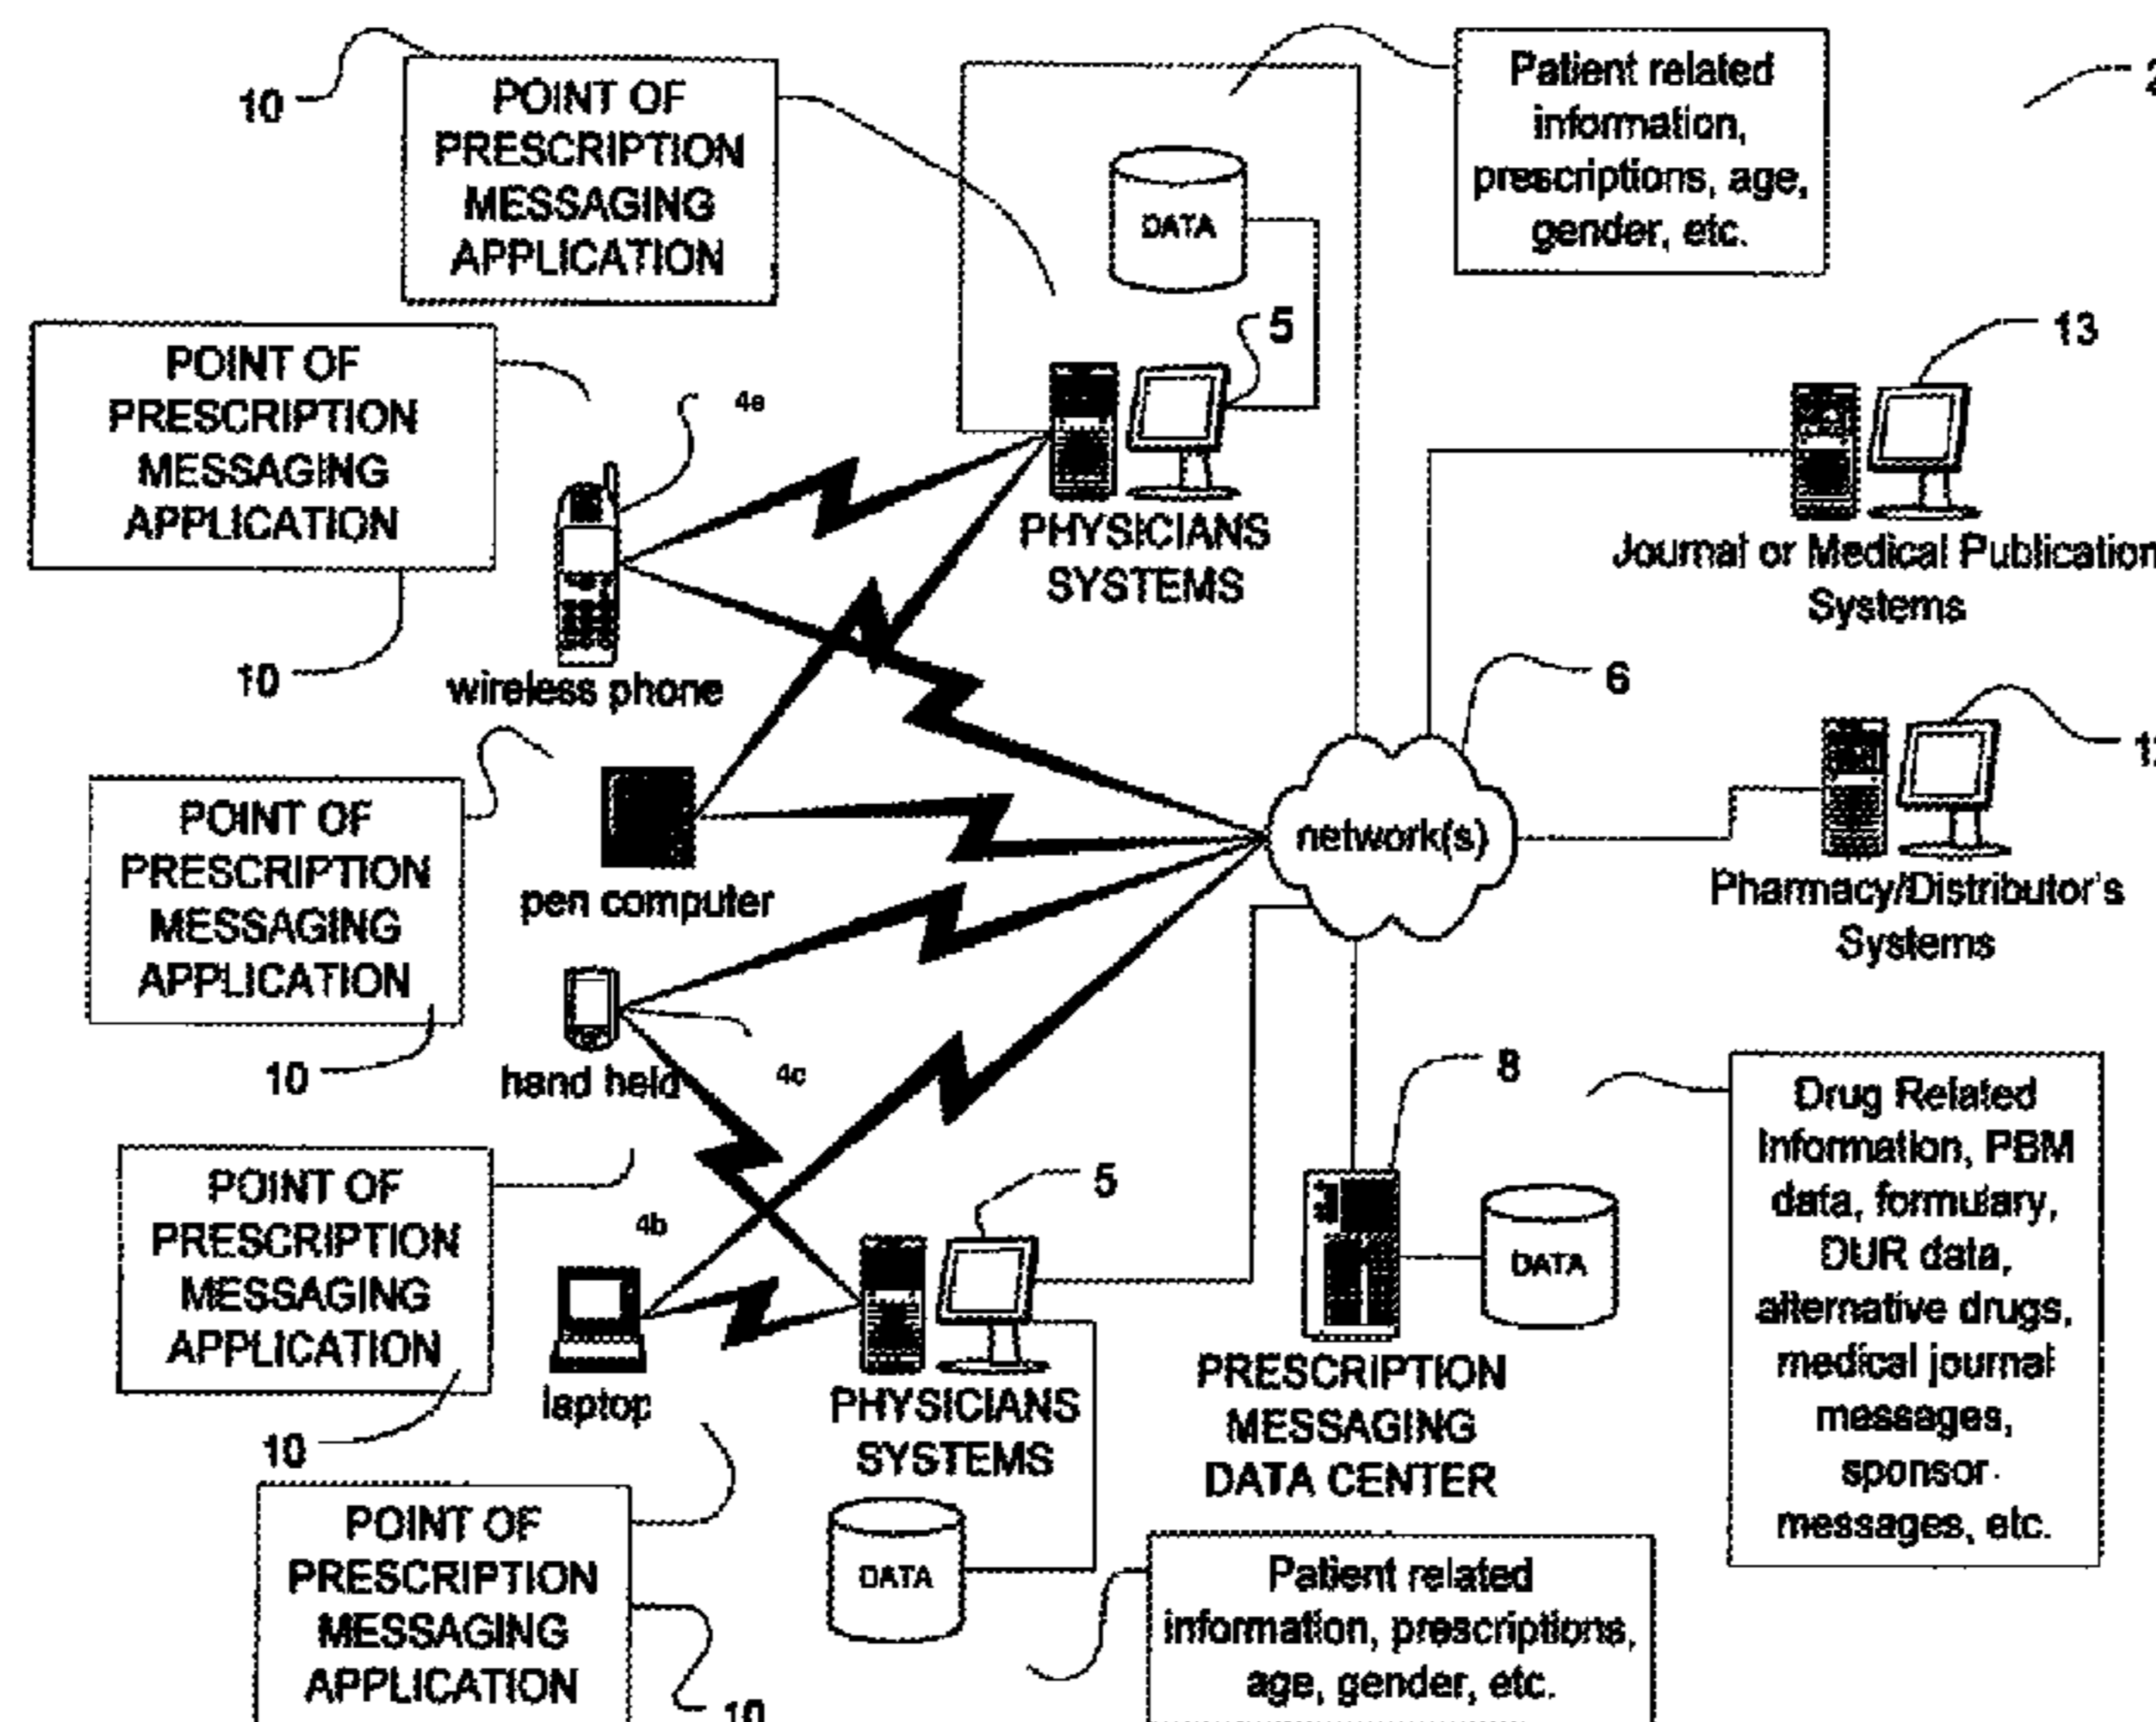 10
POINT OF
PRESCRIPTION
MESSAGING
APPLICATION
Patient related
information,
prescriptions, age,
gender, etc.
DATA
5
PHYSICIANS
SYSTEMS
POINT OF
PRESCRIPTION
MESSAGING
APPLICATION
10
wireless phone
13
Journal or Medical Publication
Systems
6
network(s)
Pharmacy/Distributor's
Systems
POINT OF
PRESCRIPTION
MESSAGING
APPLICATION
10
pen computer
hand held
4c
8
PRESCRIPTION
MESSAGING
DATA CENTER
DATA
Drug Related
Information, PBM
data, formulary,
DUR data,
alternative drugs,
medical journal
messages,
sponsor
messages, etc.
POINT OF
PRESCRIPTION
MESSAGING
APPLICATION
10
4b
laptop
5
PHYSICIANS
SYSTEMS
DATA
POINT OF
PRESCRIPTION
MESSAGING
APPLICATION
10
Patient related
information, prescriptions,
age, gender, etc.